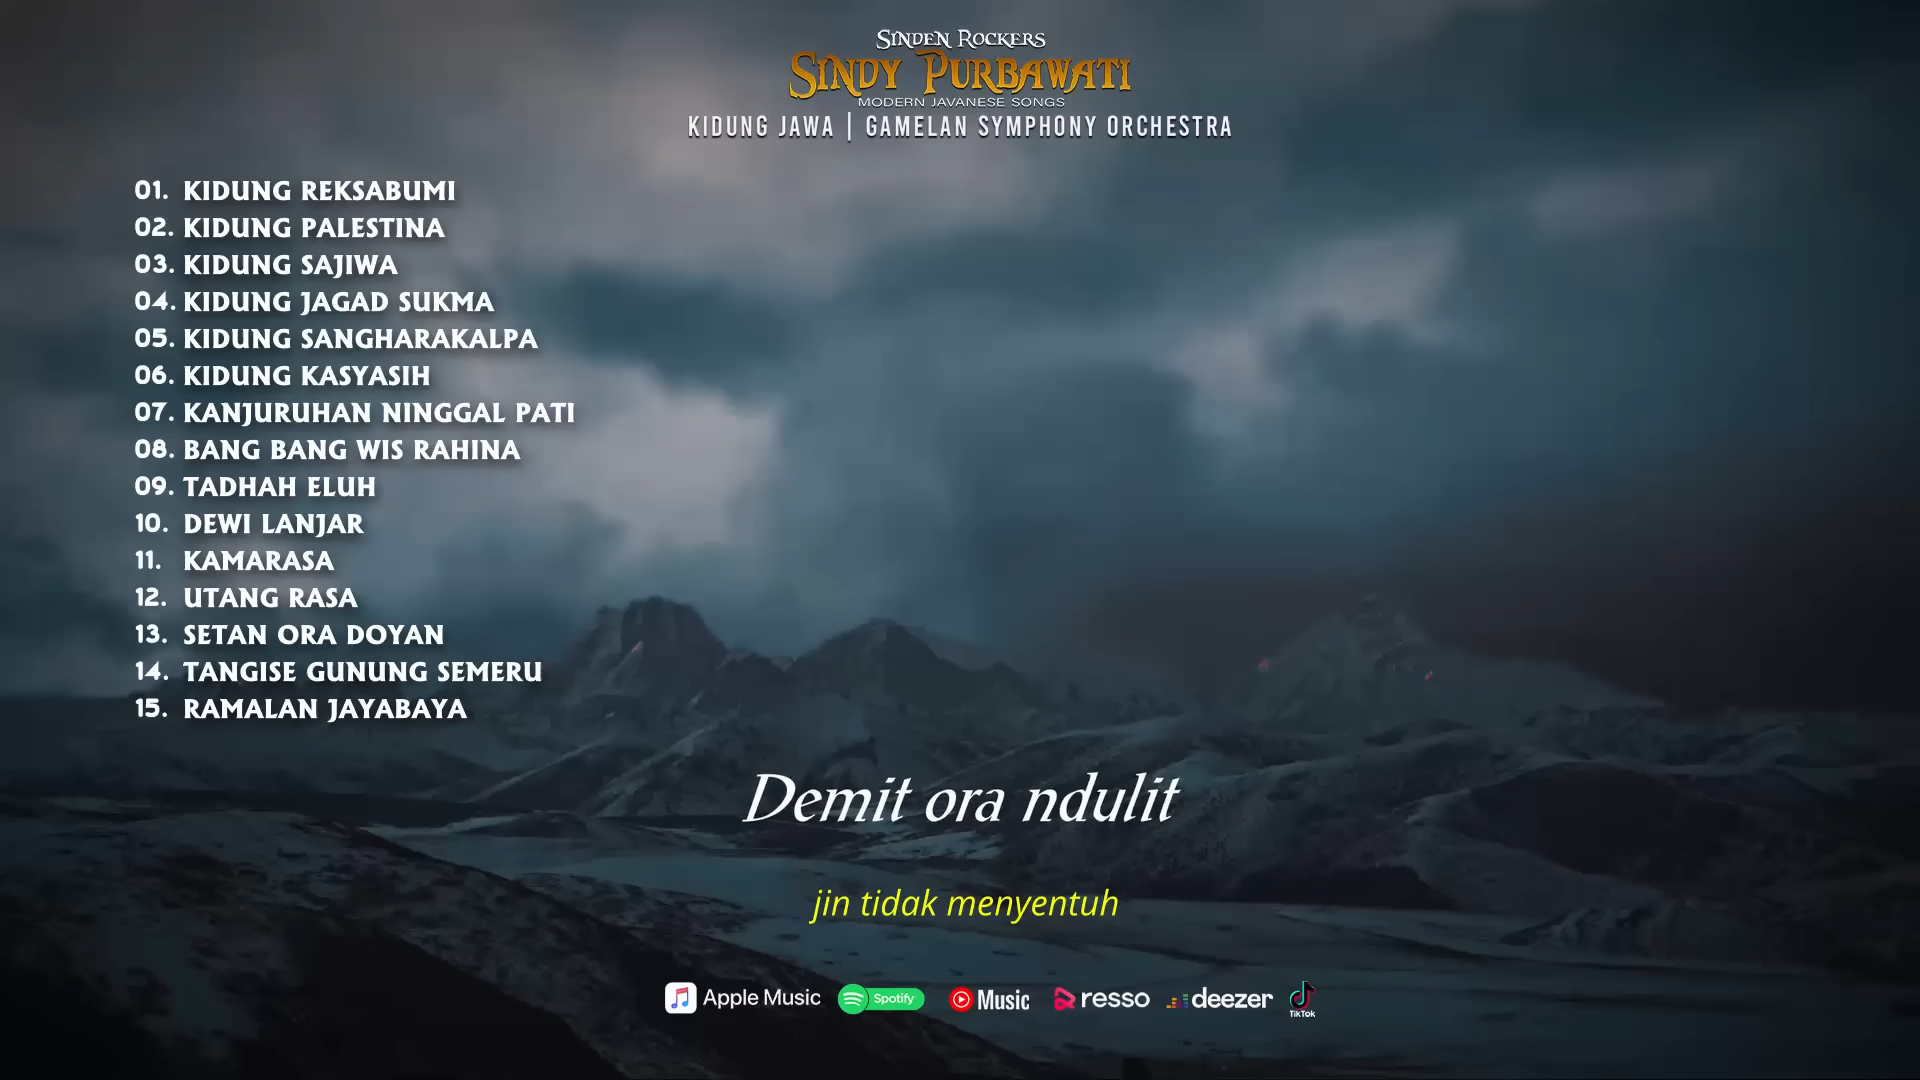 SINDEN ROCKERS
SINDY PURBAWATI
MODERN JAVANESE SONGS
KIDUNG JAWA | GAMELAN SYMPHONY ORCHESTRA
01. KIDUNG REKSABUMI
02. KIDUNG PALESTINA
03. KIDUNG SAJIWA
04. KIDUNG JAGAD SUKMA
05. KIDUNG SANGHARAKALPA
06. KIDUNG KASYASIH
07. KANJURUHAN NINGGAL PATI
08. BANG BANG WIS RAHINA
09. TADHAH ELUH
10. DEWI LANJAR
11. KAMARASA
12. UTANG RASA
13. SETAN ORA DOYAN
14. TANGISE GUNUNG SEMERU
15. RAMALAN JAYABAYA
Demit ora ndulit
jin tidak menyentuh
Apple Music Spotify Music resso deezer TikTok